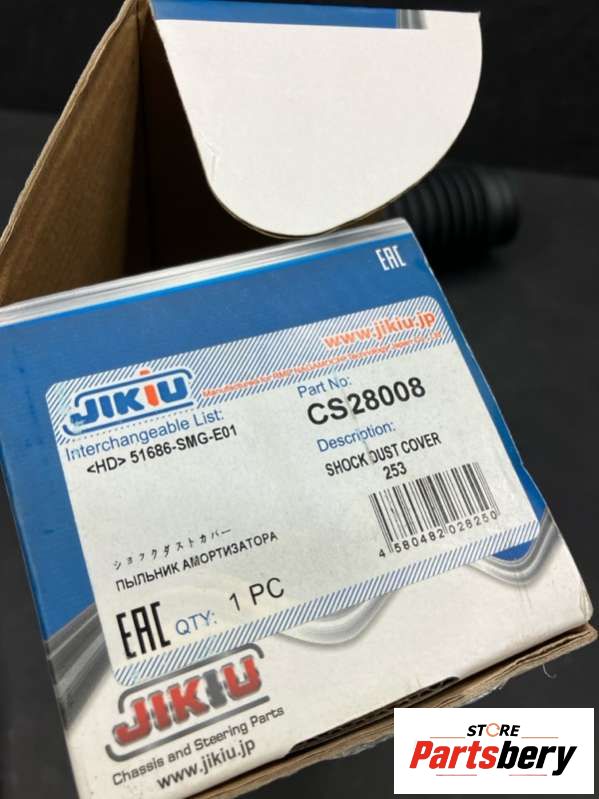 EAC
www.jikiu.jp
JIKIU
Interchangeable List:
<HD> 51686-SMG-E01
Part No:
CS28008
Description:
SHOCK DUST COVER
253
4 580482 028250
ショックダストカバー
ПЫЛЬНИК АМОРТИЗАТОРА
EAC QTY: 1 PC
JIKIU
Chassis and Steering Parts
www.jikiu.jp
STORE
Partsbery